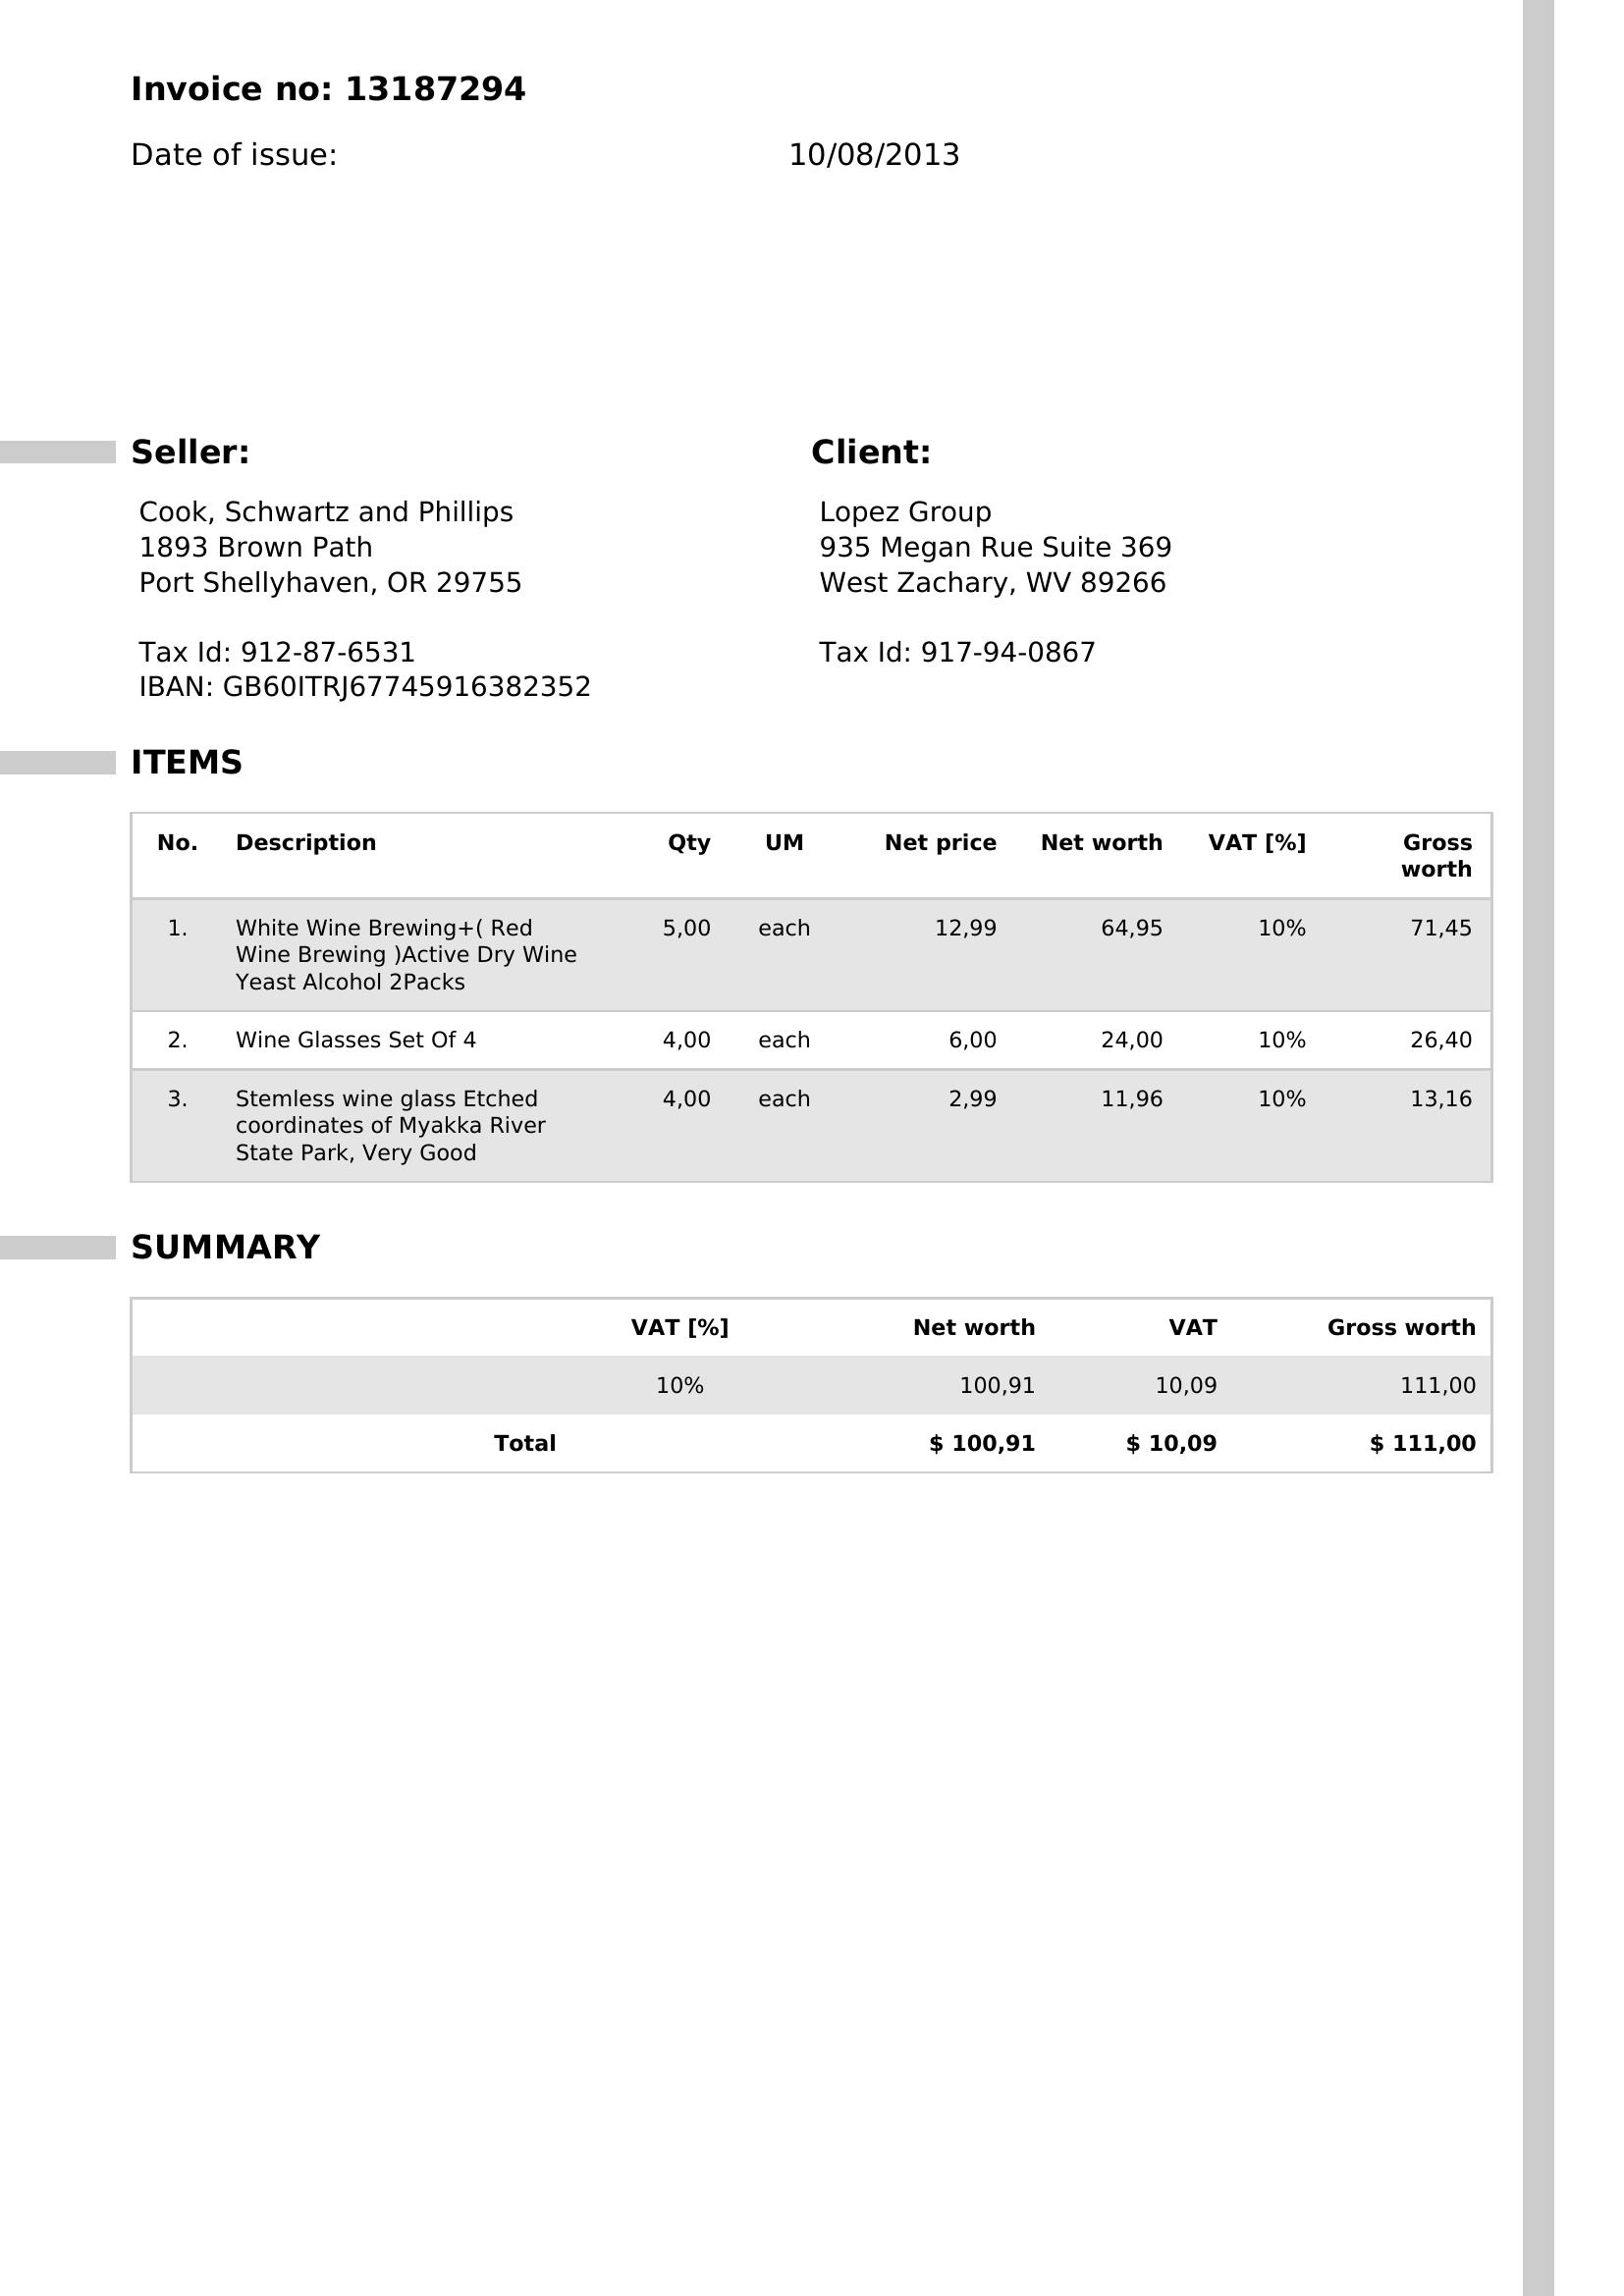 Invoice no: 13187294
Date of issue: 10/08/2013
Seller:
Cook, Schwartz and Phillips
1893 Brown Path
Port Shellyhaven, OR 29755
Tax Id: 912-87-6531
IBAN: GB60ITRJ67745916382352
Client:
Lopez Group
935 Megan Rue Suite 369
West Zachary, WV 89266
Tax Id: 917-94-0867
ITEMS
No. Description Qty UM Net price Net worth VAT [%] Gross
worth
1. White Wine Brewing+( Red 5,00 each 12,99 64,95 10% 71,45
Wine Brewing )Active Dry Wine
Yeast Alcohol 2Packs
2. Wine Glasses Set Of 4 4,00 each 6,00 24,00 10% 26,40
3. Stemless wine glass Etched 4,00 each 2,99 11,96 10% 13,16
coordinates of Myakka River
State Park, Very Good
SUMMARY
VAT [%] Net worth VAT Gross worth
10% 100,91 10,09 111,00
Total $ 100,91 $ 10,09 $ 111,00